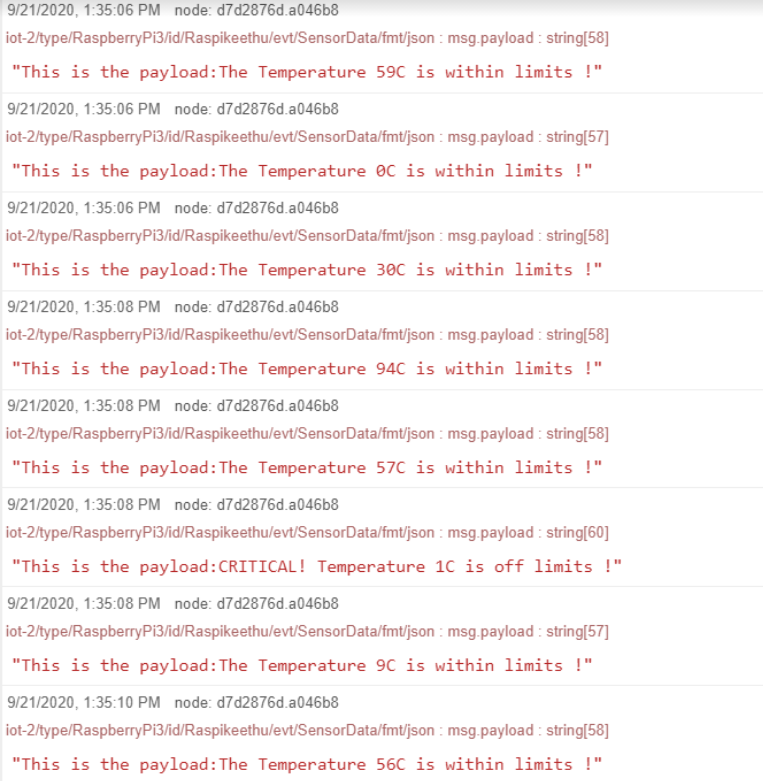 9/21/2020, 1:35:06 PM node: d7d2876d.a046b8
iot-2/type/RaspberryPi3/id/Raspikeethu/evt/SensorData/fmt/json : msg.payload : string[58]
"This is the payload:The Temperature 59C is within limits !"
9/21/2020, 1:35:06 PM node: d7d2876d.a046b8
iot-2/type/RaspberryPi3/id/Raspikeethu/evt/SensorData/fmt/json : msg.payload : string[57]
"This is the payload:The Temperature 0C is within limits !"
9/21/2020, 1:35:06 PM node: d7d2876d.a046b8
iot-2/type/RaspberryPi3/id/Raspikeethu/evt/SensorData/fmt/json : msg.payload : string[58]
"This is the payload:The Temperature 30C is within limits !"
9/21/2020, 1:35:08 PM node: d7d2876d.a046b8
iot-2/type/RaspberryPi3/id/Raspikeethu/evt/SensorData/fmt/json : msg.payload : string[58]
"This is the payload:The Temperature 94C is within limits !"
9/21/2020, 1:35:08 PM node: d7d2876d.a046b8
iot-2/type/RaspberryPi3/id/Raspikeethu/evt/SensorData/fmt/json : msg.payload : string[58]
"This is the payload:The Temperature 57C is within limits !"
9/21/2020, 1:35:08 PM node: d7d2876d.a046b8
iot-2/type/RaspberryPi3/id/Raspikeethu/evt/SensorData/fmt/json : msg.payload : string[60]
"This is the payload:CRITICAL! Temperature 1C is off limits !"
9/21/2020, 1:35:08 PM node: d7d2876d.a046b8
iot-2/type/RaspberryPi3/id/Raspikeethu/evt/SensorData/fmt/json : msg.payload : string[57]
"This is the payload:The Temperature 9C is within limits !"
9/21/2020, 1:35:10 PM node: d7d2876d.a046b8
iot-2/type/RaspberryPi3/id/Raspikeethu/evt/SensorData/fmt/json : msg.payload : string[58]
"This is the payload:The Temperature 56C is within limits !"